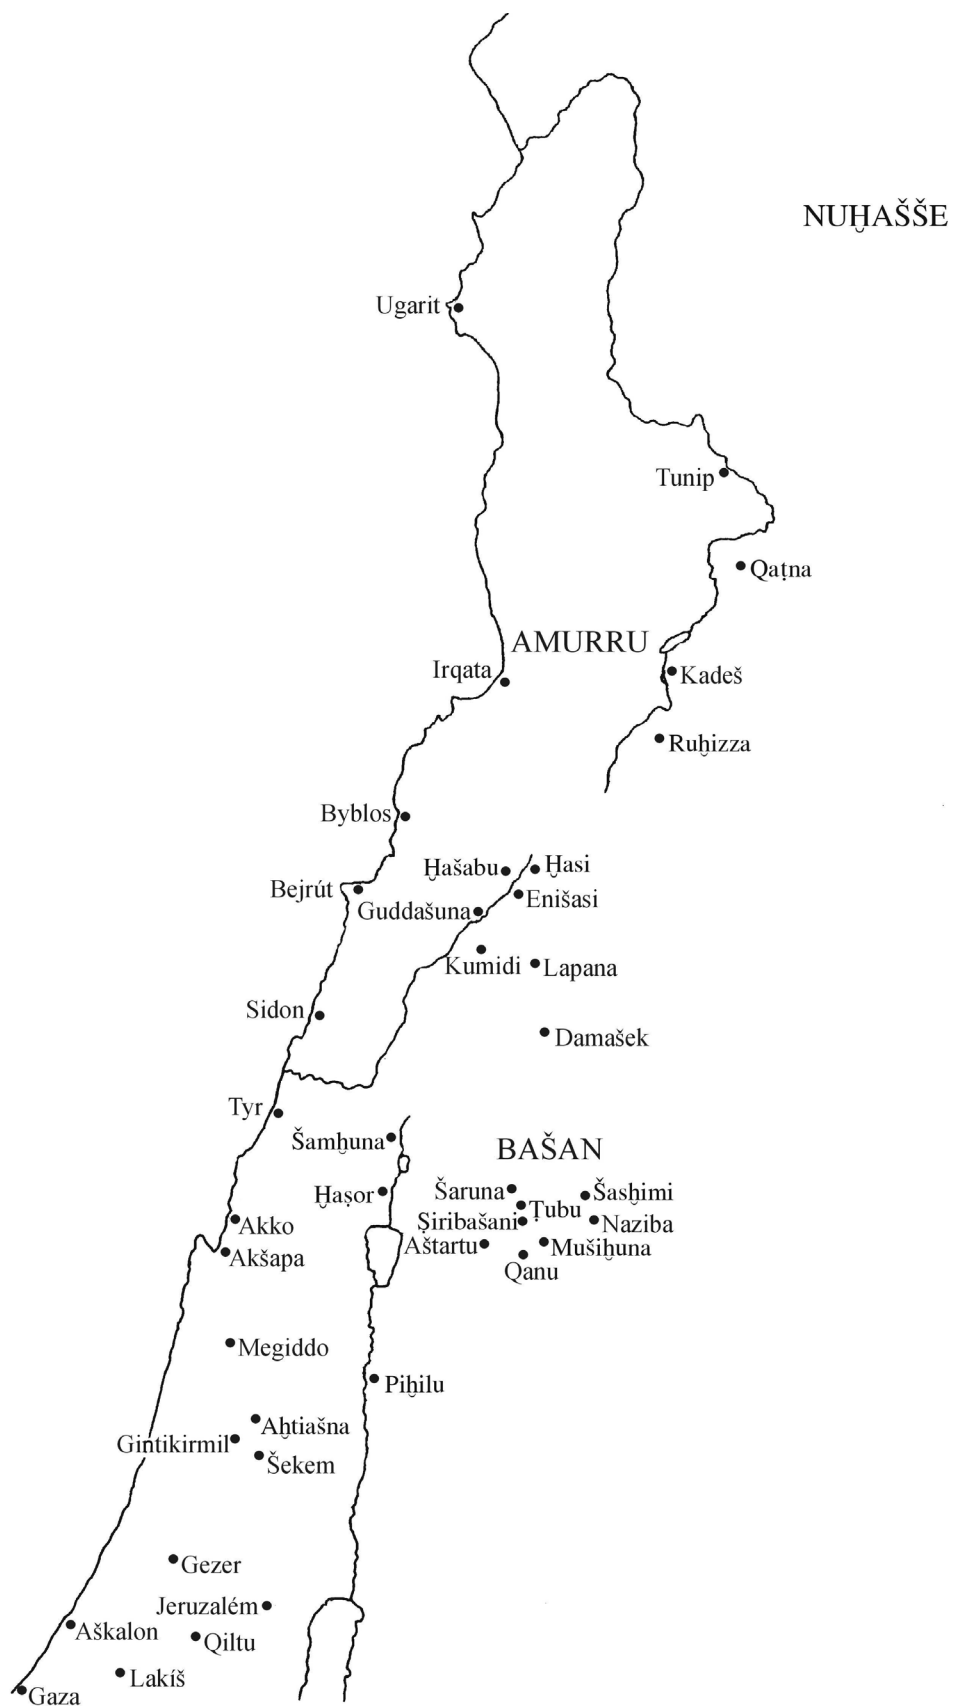 NUḪAŠŠE
Ugarit
Tunip
Qaṭna
AMURRU
Irqata
Kadeš
Ruḫizza
Byblos
Ḫašabu
Ḫasi
Bejrút
Enišasi
Guddašuna
Kumidi
Lapana
Sidon
Damašek
Tyr
Šamḫuna
BAŠAN
Ḫaṣor
Šaruna
Šasḫimi
Ṭubu
Akko
Ṣiribašani
Naziba
Akšapa
Aštartu
Mušiḫuna
Qanu
Megiddo
Piḫilu
Aḫtiašna
Gintikirmil
Šekem
Gezer
Jeruzalém
Aškalon
Qiltu
Lakíš
Gaza